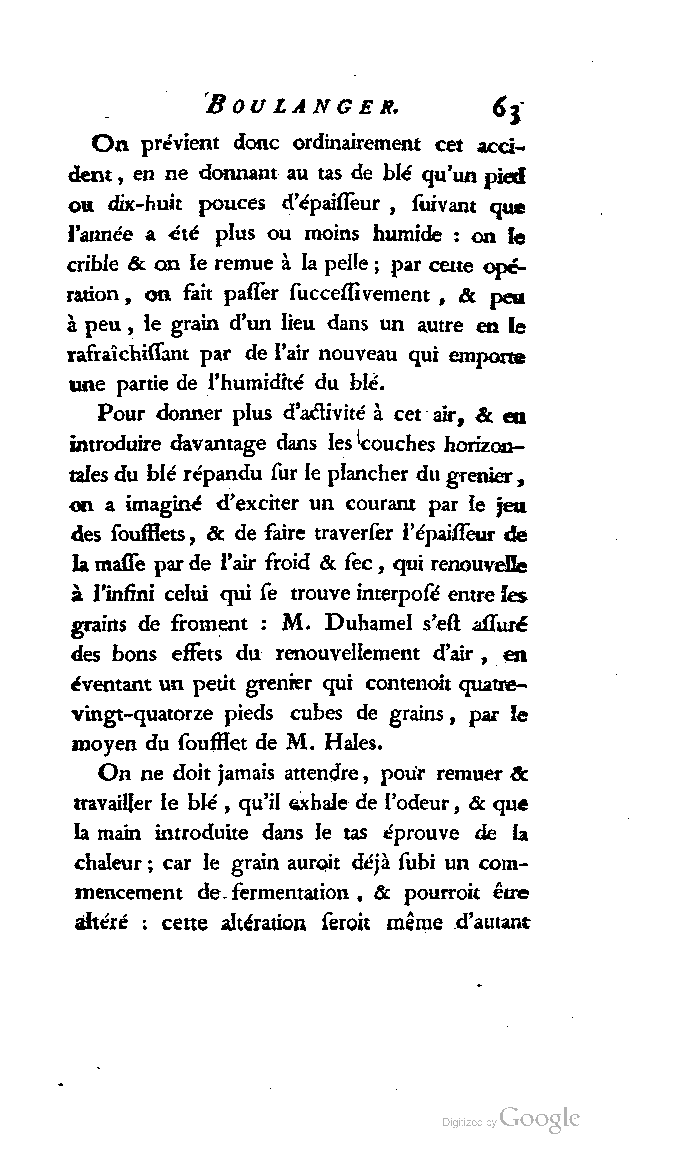 BOULANGER. 63
On prévient donc ordinairement cet acci-
dent, en ne donnant au tas de blé qu'un pied
ou dix-huit pouces d'épaiſſeur, ſuivant que
l'année a été plus ou moins humide : on le
crible & on le remue à la pelle ; par cette opé-
ration, on fait paſſer ſucceſſivement, & peu
à peu, le grain d'un lieu dans un autre en le
rafraîchiſſant par de l'air nouveau qui emporte
une partie de l'humidité du blé.
Pour donner plus d'activité à cet air, & en
introduire davantage dans les couches horizon-
tales du blé répandu ſur le plancher du grenier,
on a imaginé d'exciter un courant par le jeu
des ſoufflets, & de faire traverſer l'épaiſſeur de
la maſſe par de l'air froid & ſec, qui renouvelle
à l'infini celui qui ſe trouve interpoſé entre les
grains de froment : M. Duhamel s'eſt aſſuré
des bons effets du renouvellement d'air, en
éventant un petit grenier qui contenoit quatre-
vingt-quatorze pieds cubes de grains, par le
moyen du ſoufflet de M. Hales.
On ne doit jamais attendre, pour remuer &
travailler le blé, qu'il exhale de l'odeur, & que
la main introduite dans le tas éprouve de la
chaleur ; car le grain auroit déjà ſubi un com-
mencement de fermentation, & pourroit être
altéré : cette altération ſeroit même d'autant
Digitized by Google